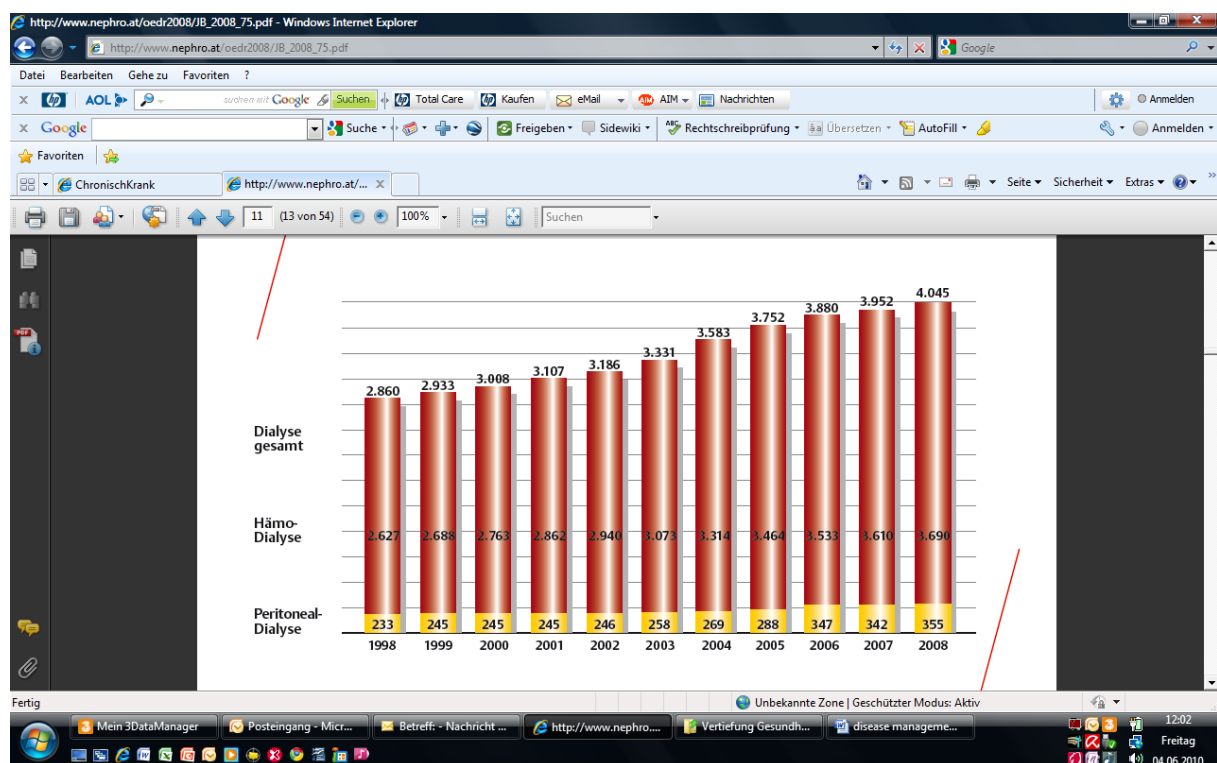 http://www.nephro.at/oedr2008/JB_2008_75.pdf - Windows Internet Explorer
http://www.nephro.at/oedr2008/JB_2008_75.pdf Google
Datei Bearbeiten Gehe zu Favoriten ?
x AOL suchen mit Google Suchen Total Care Kaufen eMail AIM Nachrichten Anmelden
x Google Suche Freigeben Sidewiki Rechtschreibprüfung Übersetzen AutoFill Anmelden
Favoriten
ChronischKrank http://www.nephro.at/... X Seite Sicherheit Extras
11 (13 von 54) 100% Suchen
4.045
3.952
3.880
3.752
3.583
3.331
3.186
3.107
3.008
2.933
2.860
Dialyse
gesamt
Hämo-
Dialyse 2.627 2.688 2.763 2.862 2.940 3.073 3.314 3.464 3.533 3.610 3.690
Peritoneal-
Dialyse 233 245 245 245 246 258 269 288 347 342 355
1998 1999 2000 2001 2002 2003 2004 2005 2006 2007 2008
Fertig Unbekannte Zone | Geschützter Modus: Aktiv
Mein 3DataManager Posteingang - Micr... Betreff: - Nachricht ... http://www.nephro.... Vertiefung Gesundh... disease manageme... 12:02
Freitag
04.06.2010